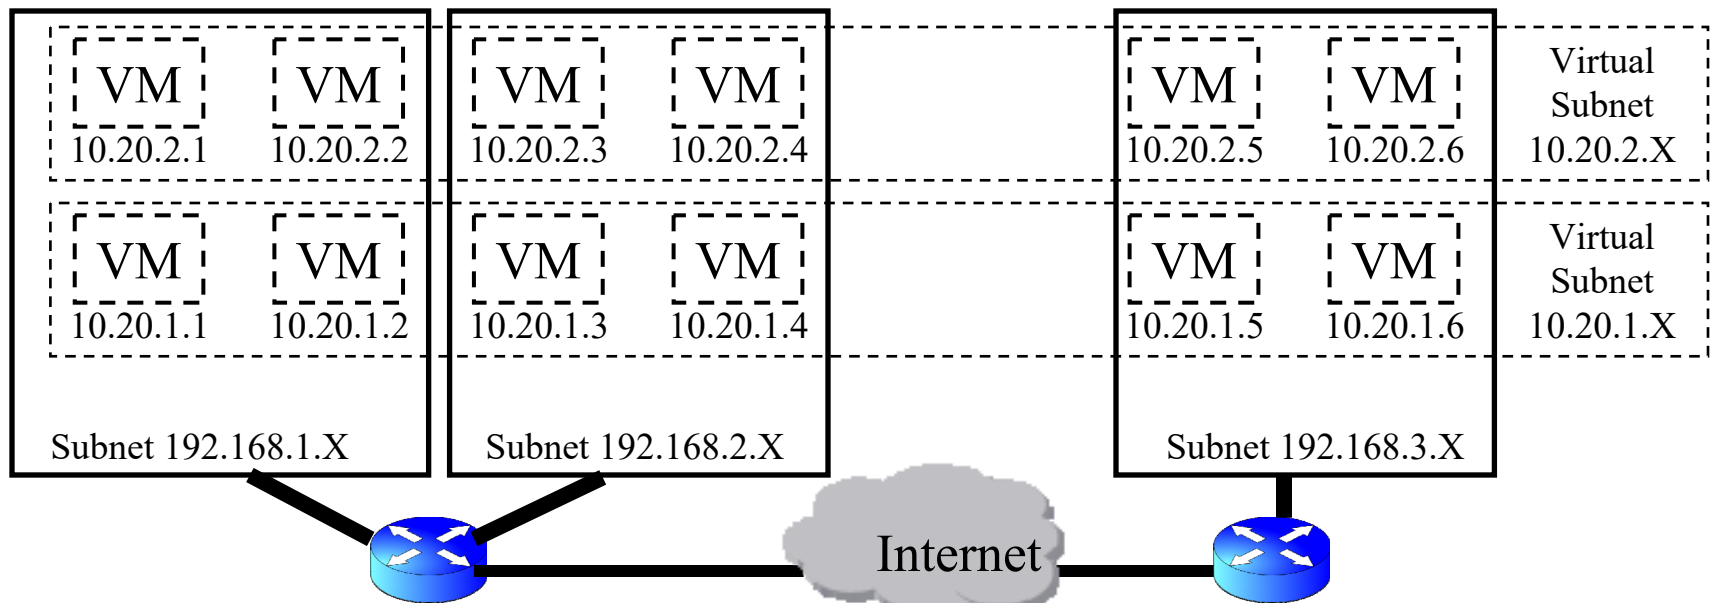 VM VM VM VM VM VM
10.20.2.1 10.20.2.2 10.20.2.3 10.20.2.4 10.20.2.5 10.20.2.6
Virtual
Subnet
10.20.2.X
VM VM VM VM VM VM
10.20.1.1 10.20.1.2 10.20.1.3 10.20.1.4 10.20.1.5 10.20.1.6
Virtual
Subnet
10.20.1.X
Subnet 192.168.1.X
Subnet 192.168.2.X
Subnet 192.168.3.X
Internet